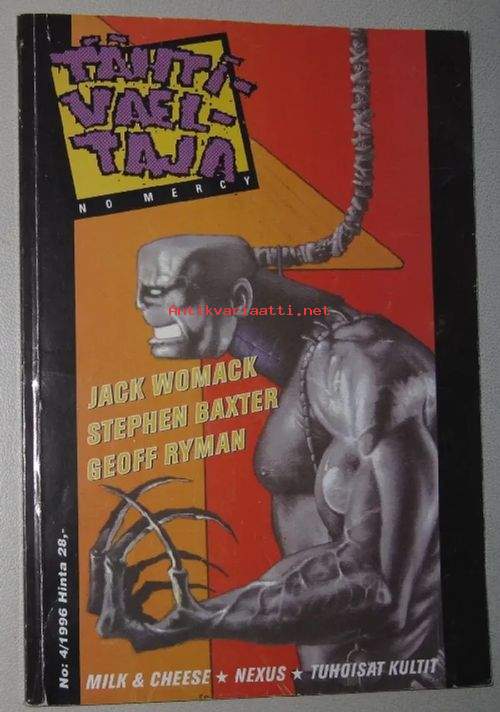 TÄHTI-
VAEL-
TAJA
NO MERCY
Antikvariaatti.net
JACK WOMACK
STEPHEN BAXTER
GEOFF RYMAN
No: 4/1996 Hinta 28,-
MILK & CHEESE ★ NEXUS ★ TUHOISAT KULTIT